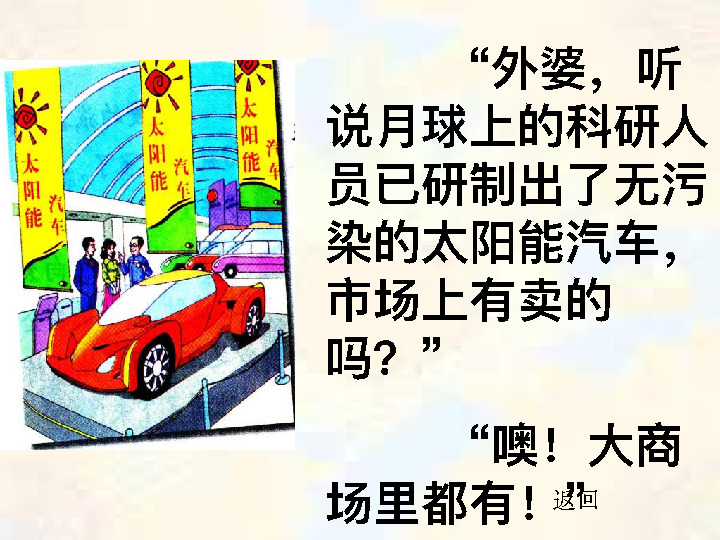 太阳能
汽车
太阳能
汽车
太阳能
汽车
“外婆，听
说月球上的科研人
员已研制出了无污
染的太阳能汽车，
市场上有卖的
吗？”
“噢！大商
场里都有！”
返回